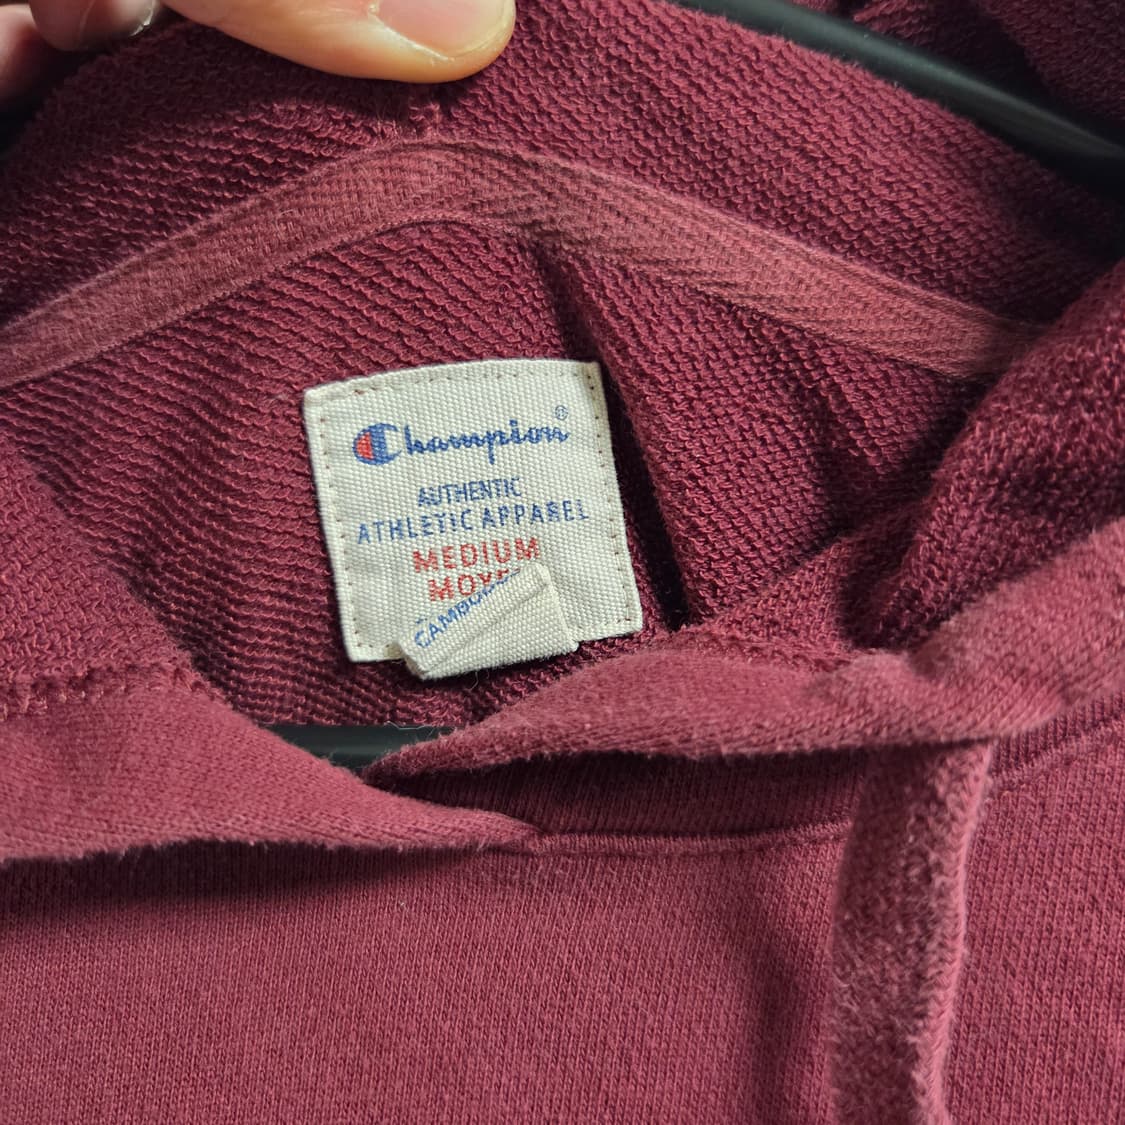 Champion®
AUTHENTIC
ATHLETIC APPAREL
MEDIUM